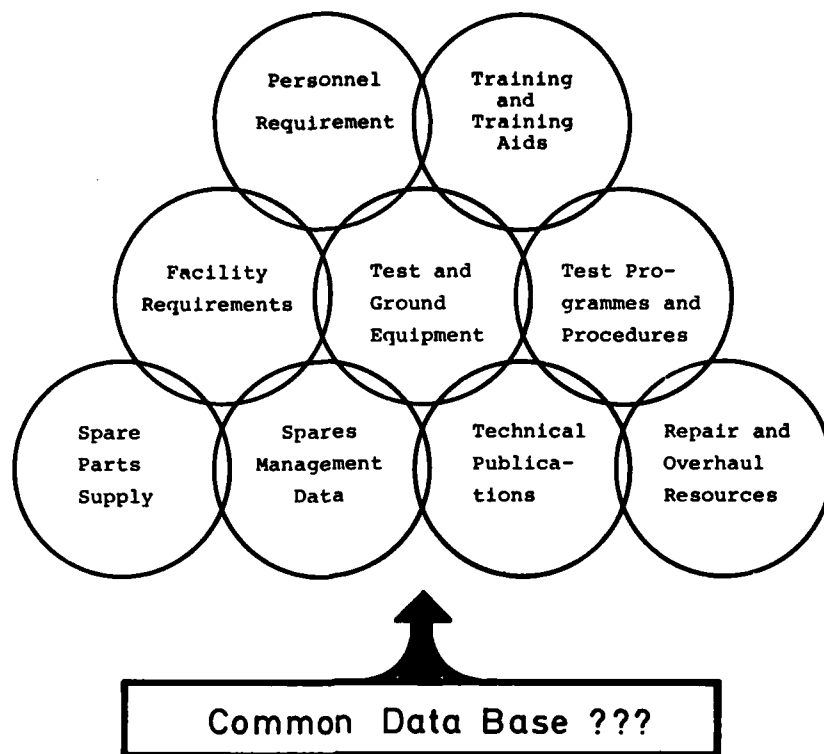 Personnel
Requirement
Training
and
Training
Aids
Facility
Requirements
Test and
Ground
Equipment
Test Pro-
grammes and
Procedures
Spare
Parts
Supply
Spares
Management
Data
Technical
Publica-
tions
Repair and
Overhaul
Resources
Common Data Base ???